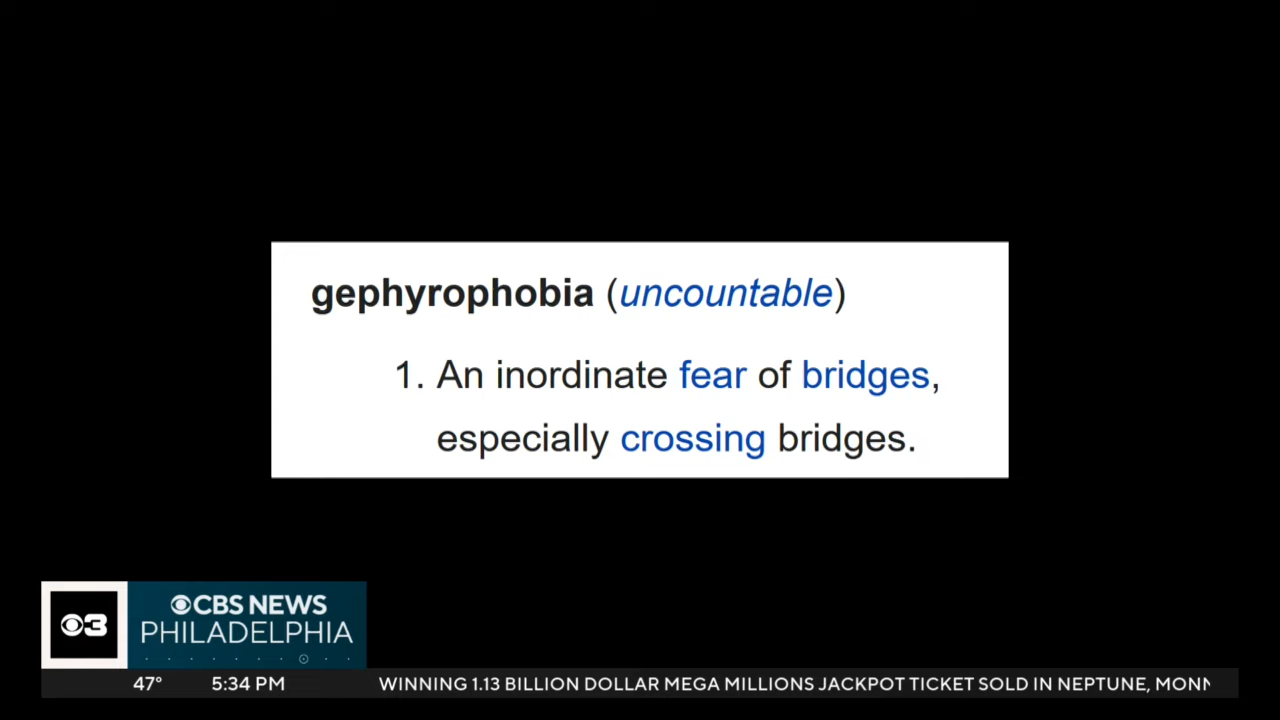 gephyrophobia (uncountable)
1. An inordinate fear of bridges,
especially crossing bridges.
3
CBS NEWS
PHILADELPHIA
47° 5:34 PM WINNING 1.13 BILLION DOLLAR MEGA MILLIONS JACKPOT TICKET SOLD IN NEPTUNE,